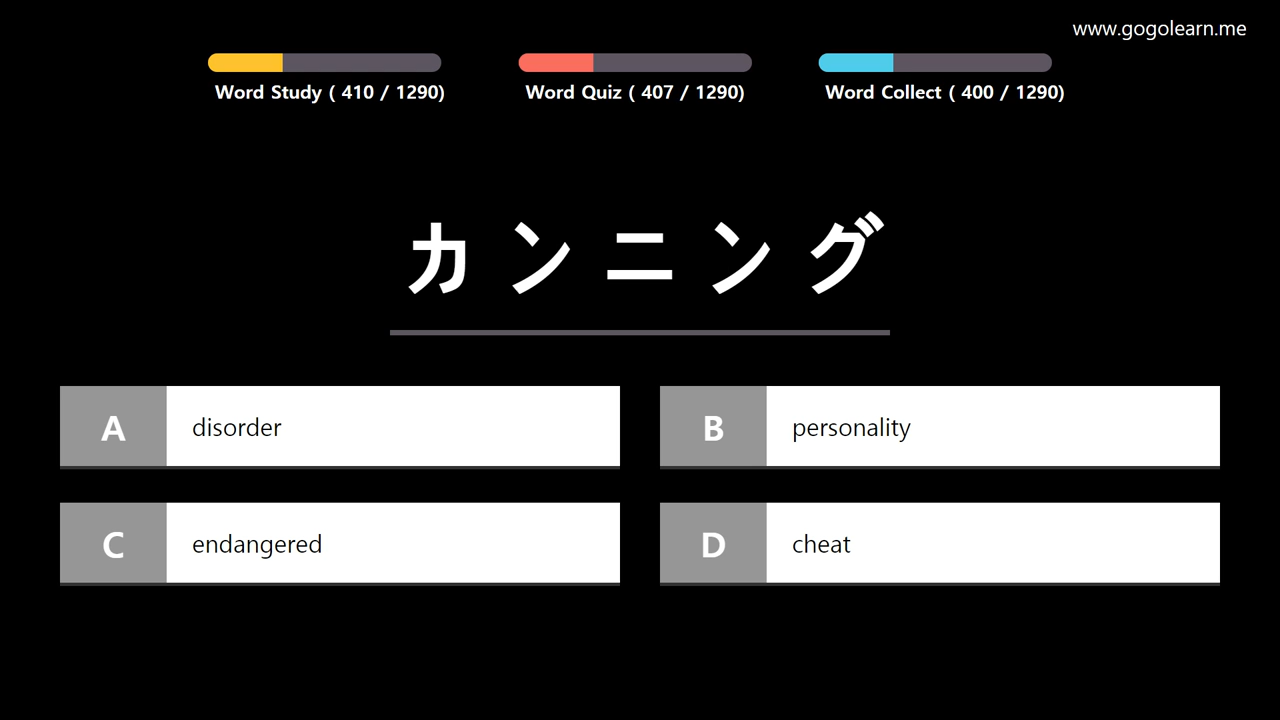 www.gogolearn.me
Word Study ( 410 / 1290)
Word Quiz ( 407 / 1290)
Word Collect ( 400 / 1290)
カンニング
A disorder
B personality
C endangered
D cheat